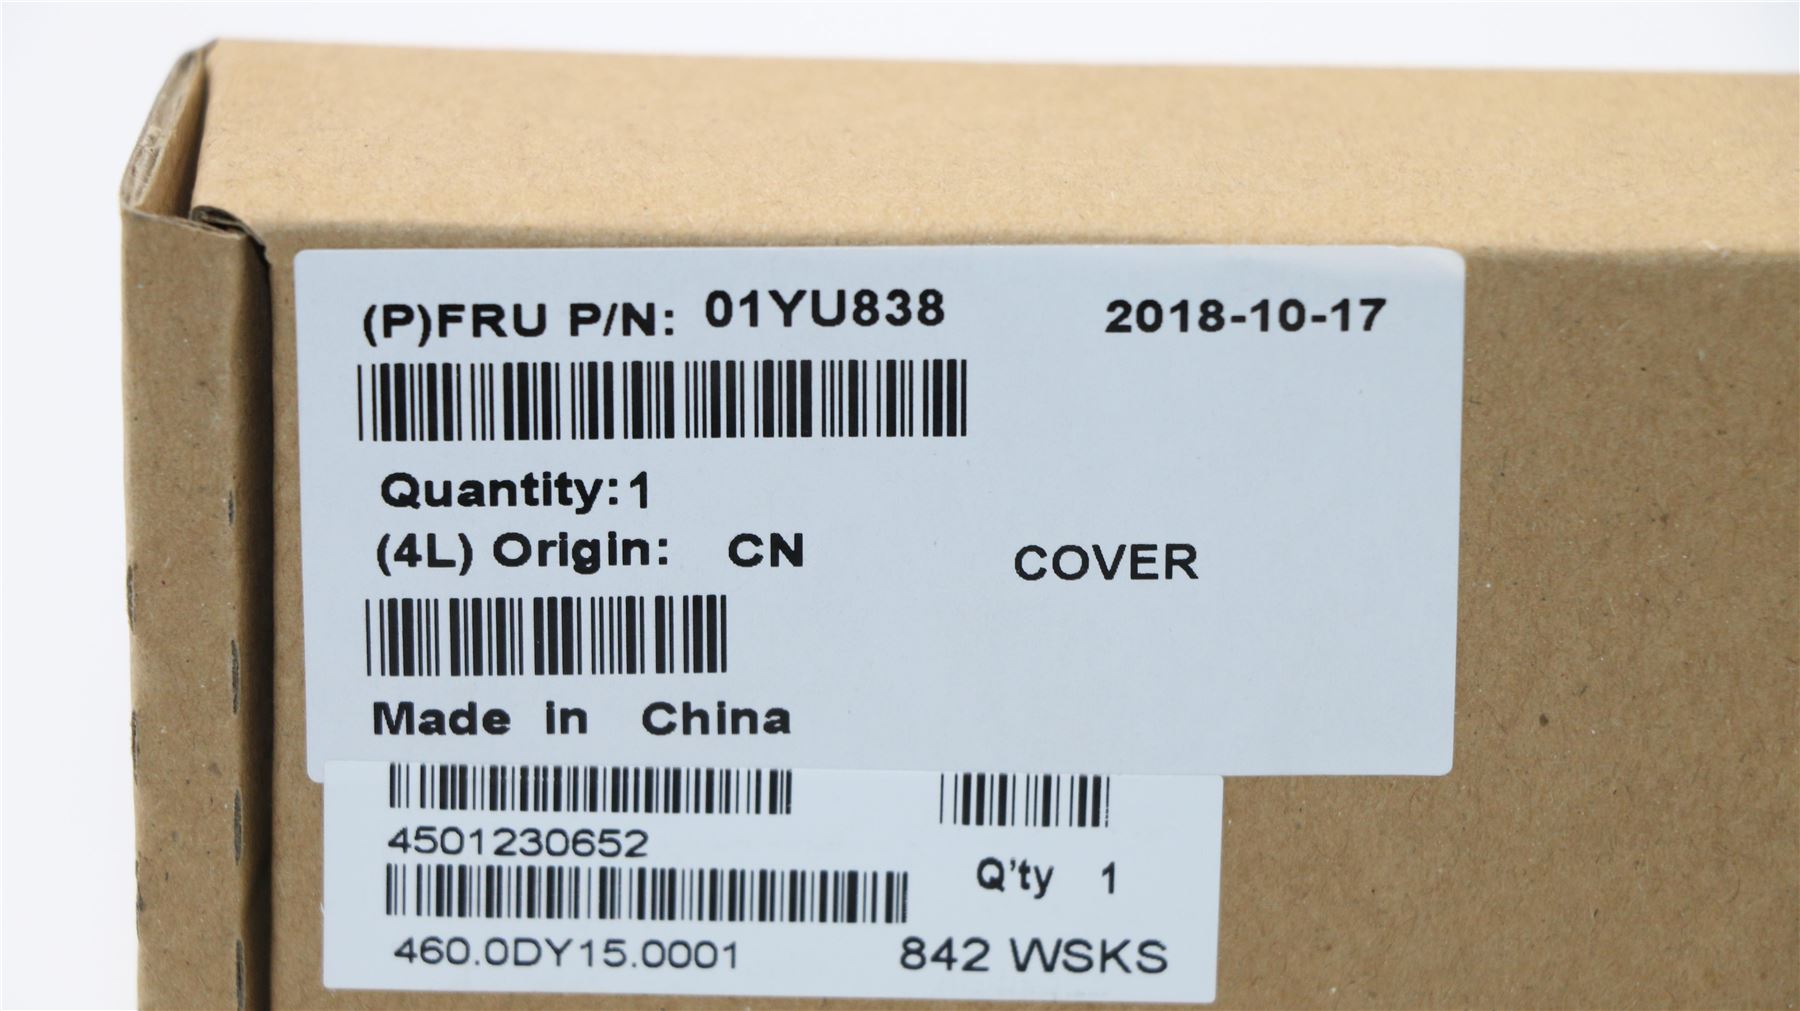 (P)FRU P/N: 01YU838 2018-10-17
Quantity:1
(4L) Origin: CN COVER
Made in China
4501230652
Q'ty 1
460.0DY15.0001 842 WSKS